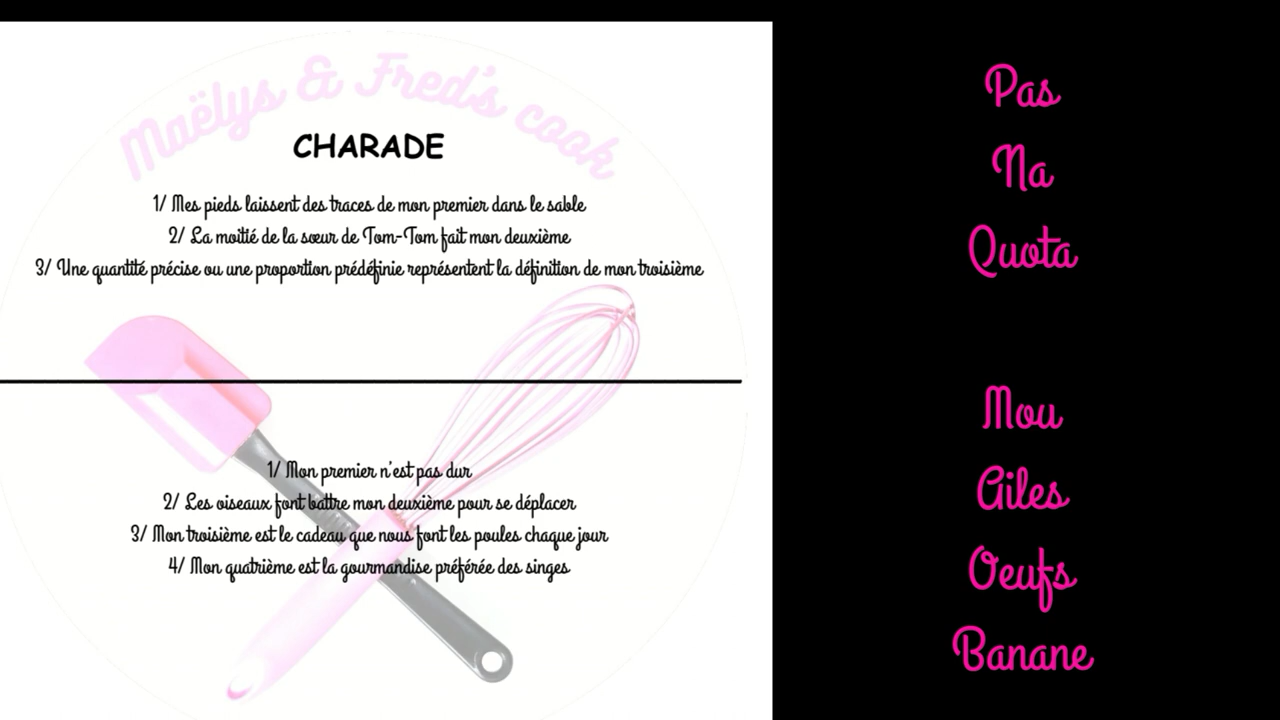 Maëlys & Fred's cook
CHARADE
1/ Mes pieds laissent des traces de mon premier dans le sable
2/ La moitié de la sœur de Tom-Tom fait mon deuxième
3/ Une quantité précise ou une proportion prédéfinie représentent la définition de mon troisième
1/ Mon premier n'est pas dur
2/ Les oiseaux font battre mon deuxième pour se déplacer
3/ Mon troisième est le cadeau que nous font les poules chaque jour
4/ Mon quatrième est la gourmandise préférée des singes
Pas
Na
Quota
Mou
Ailes
Oeufs
Banane